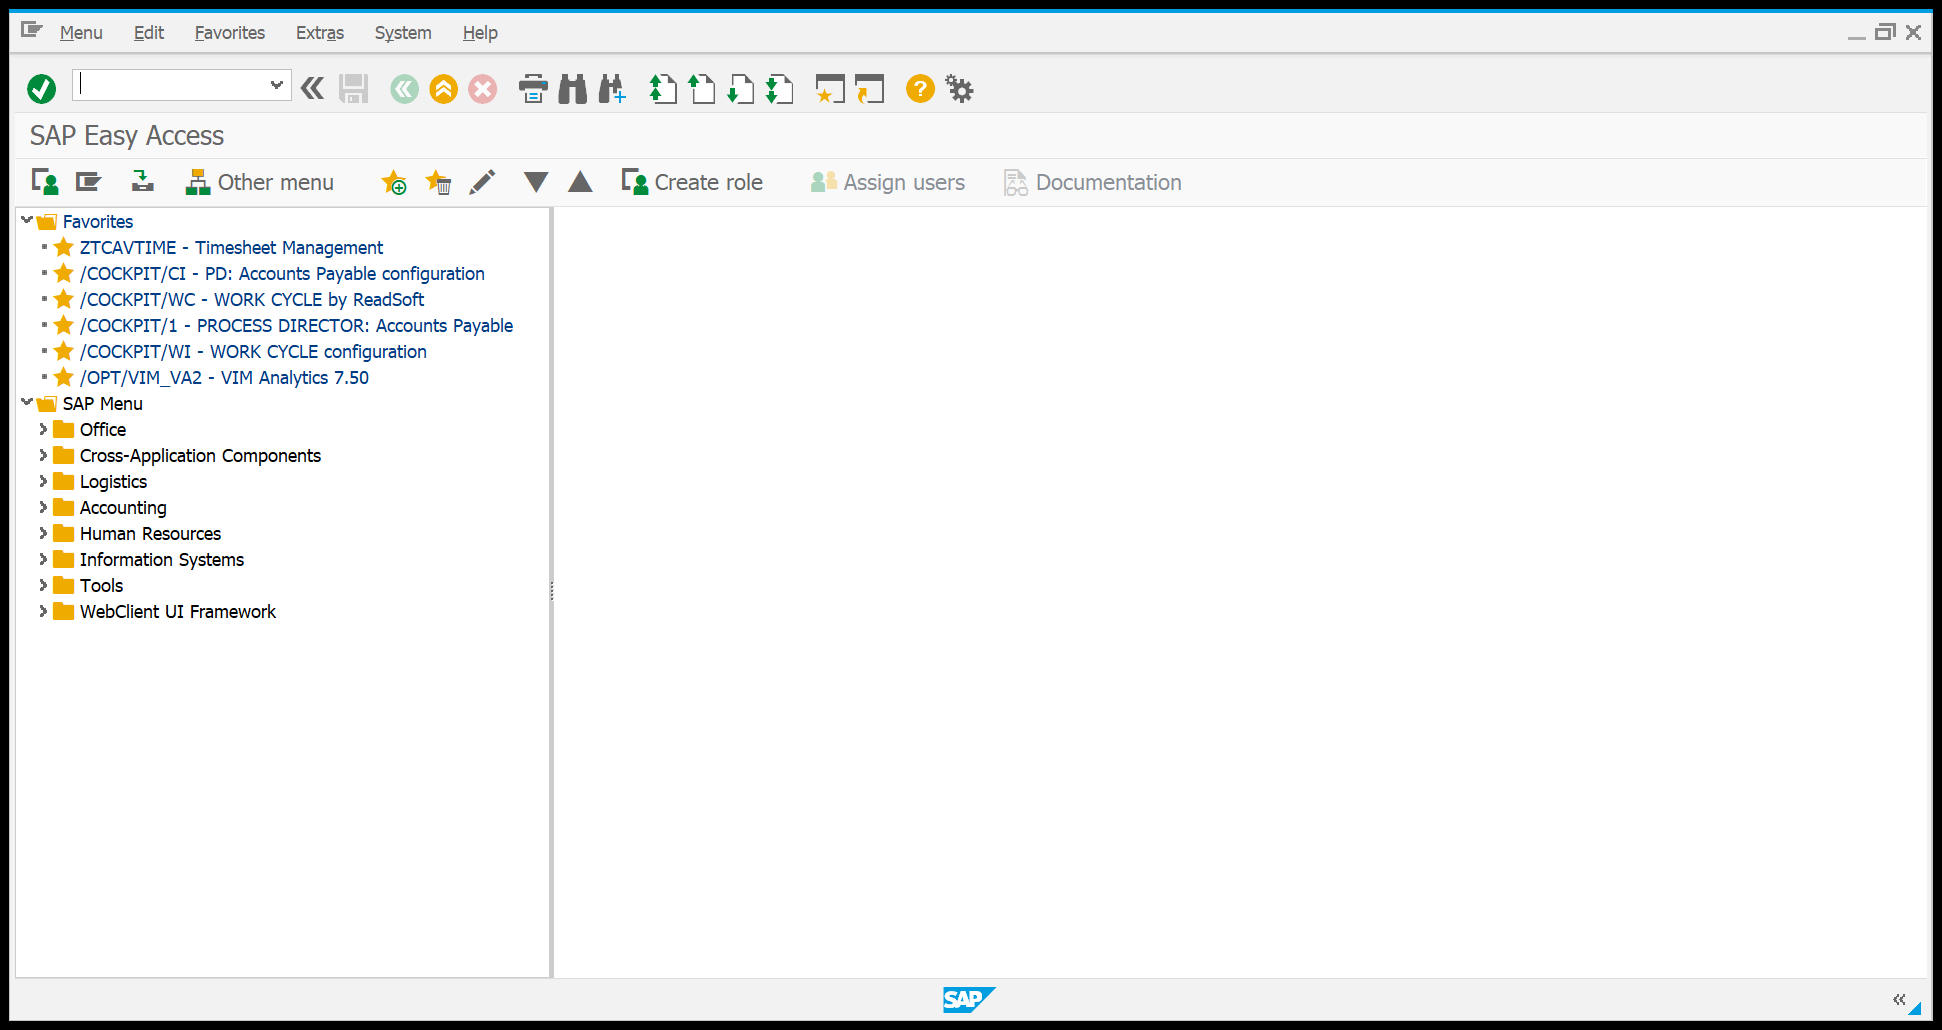 Menu Edit Favorites Extras System Help
SAP Easy Access
Other menu Create role Assign users Documentation
Favorites
ZTCAVTIME - Timesheet Management
/COCKPIT/CI - PD: Accounts Payable configuration
/COCKPIT/WC - WORK CYCLE by ReadSoft
/COCKPIT/1 - PROCESS DIRECTOR: Accounts Payable
/COCKPIT/WI - WORK CYCLE configuration
/OPT/VIM_VA2 - VIM Analytics 7.50
SAP Menu
Office
Cross-Application Components
Logistics
Accounting
Human Resources
Information Systems
Tools
WebClient UI Framework
SAP